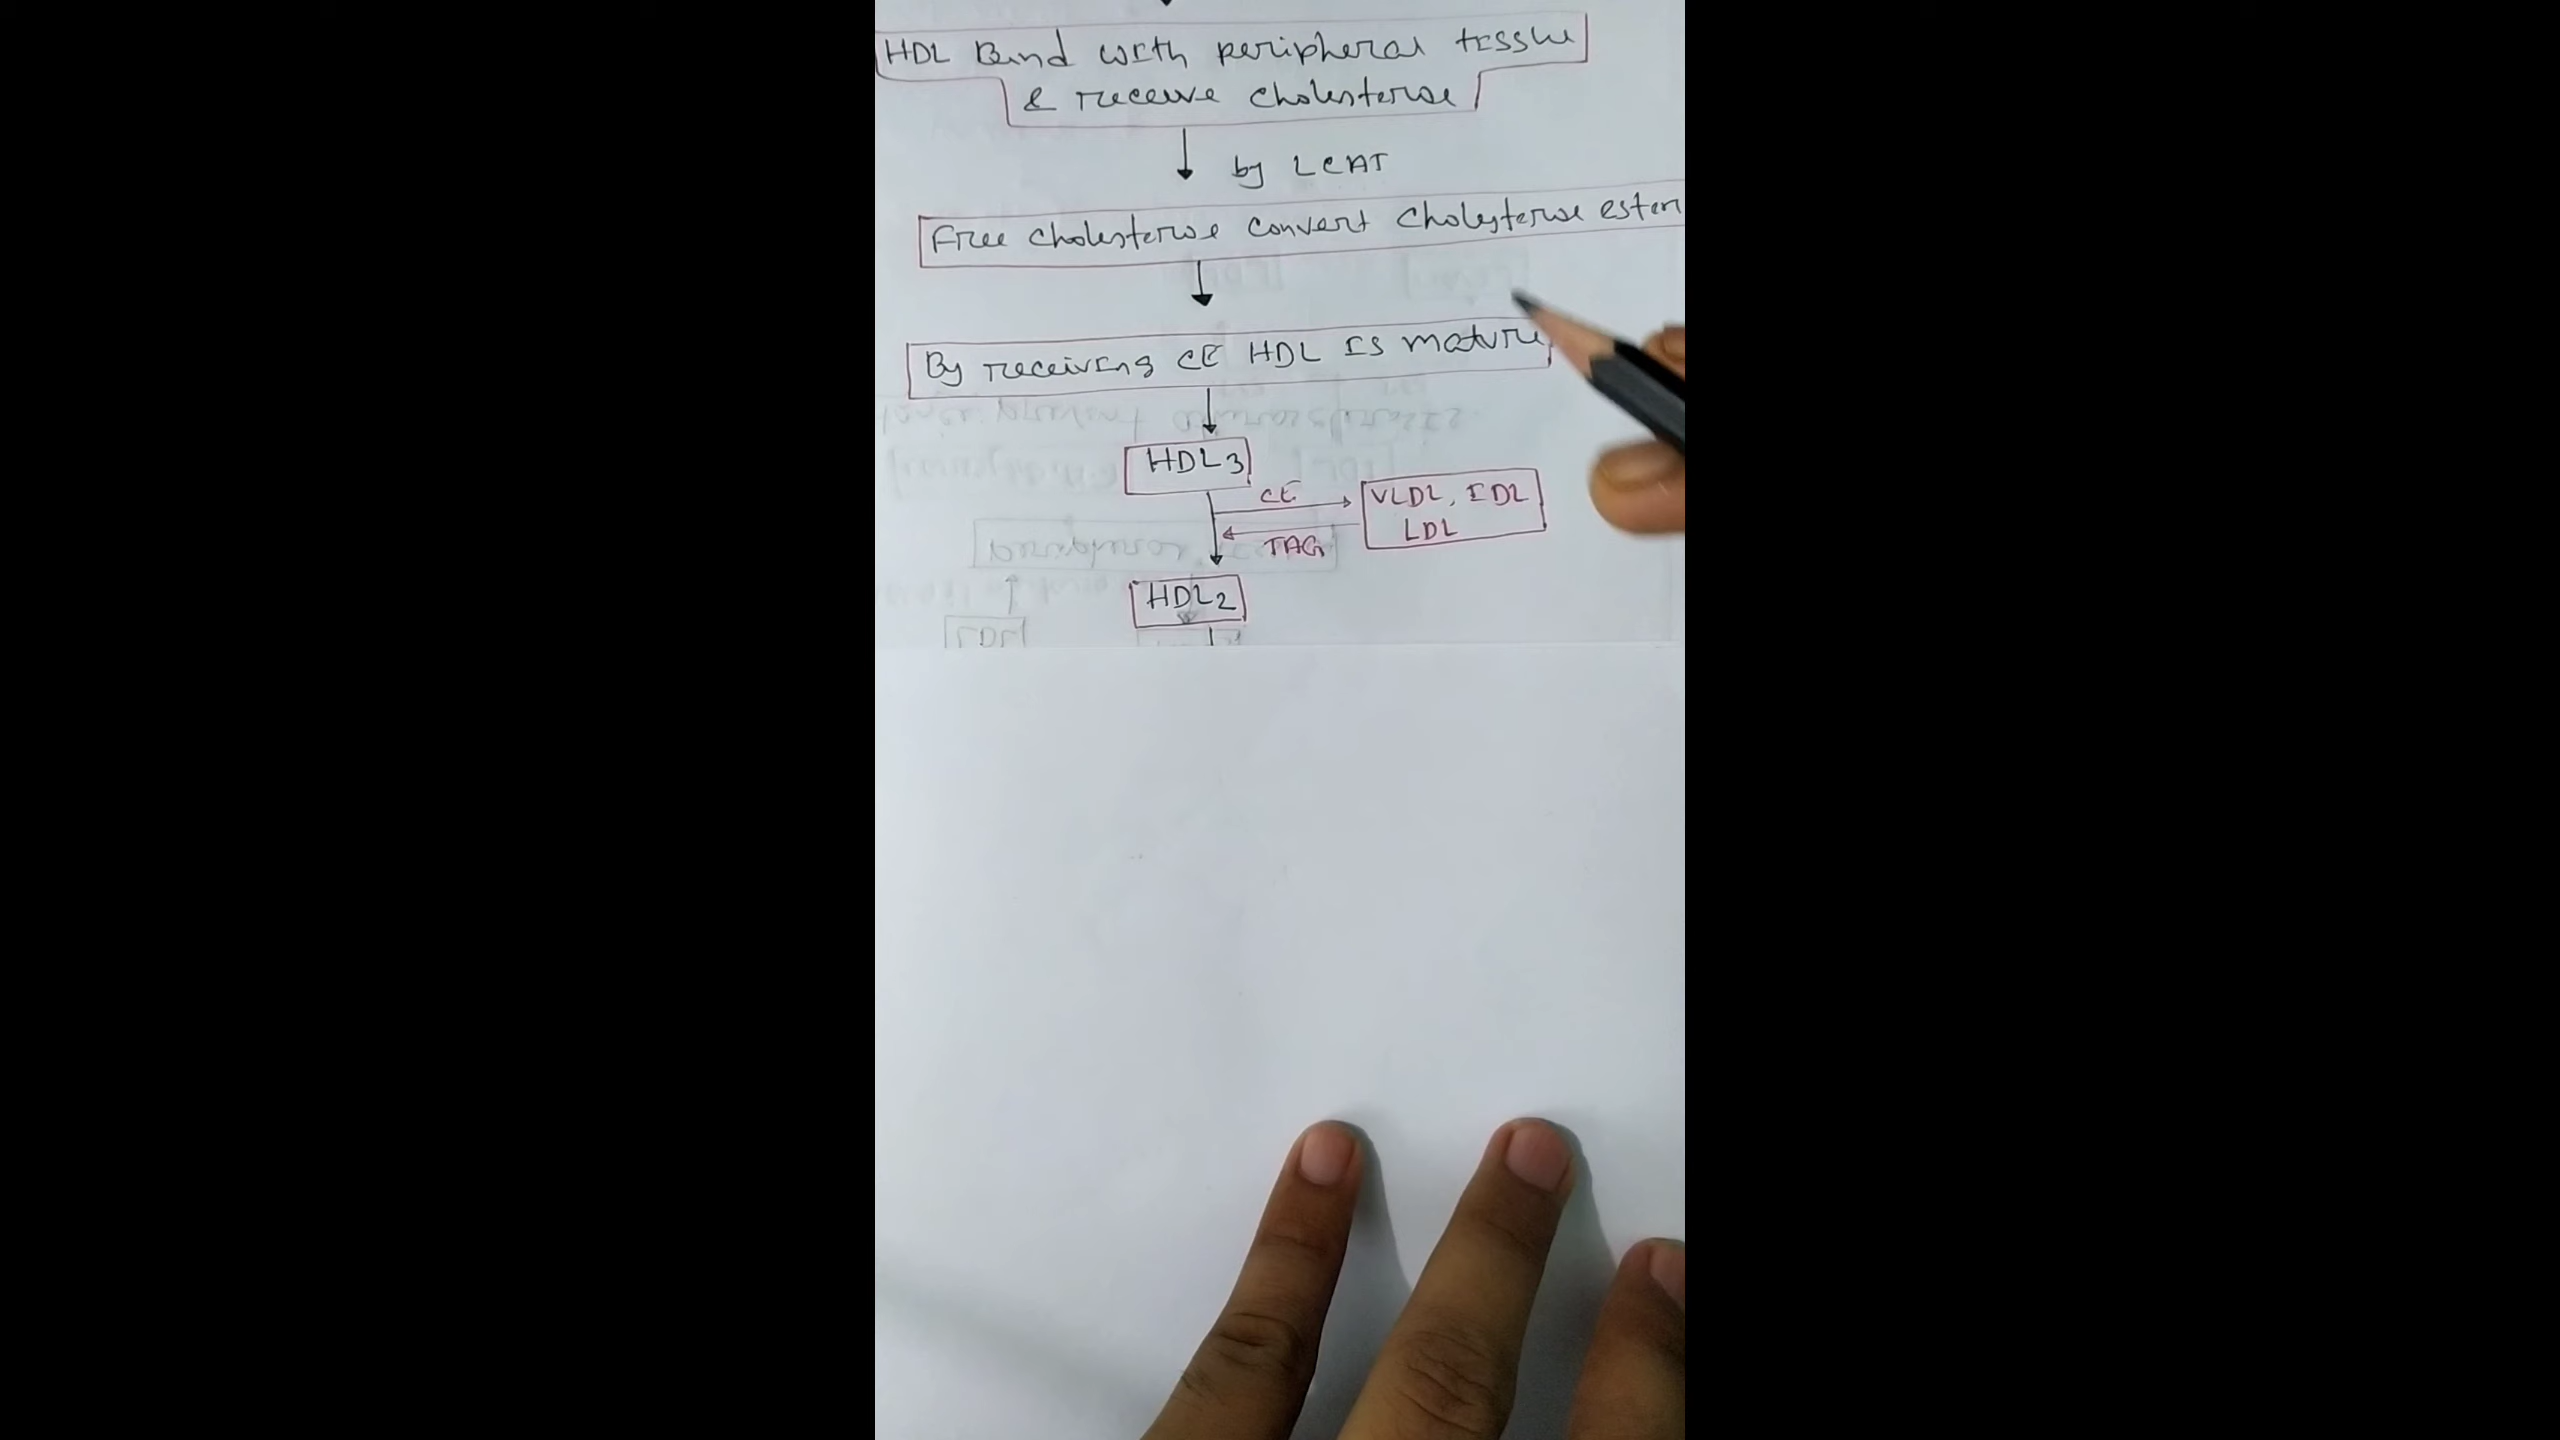 HDL Bind with peripheral tissue
& receive cholesterol
by LCAT
Free cholesterol convert cholesterol ester
By receiving CE HDL is mature
HDL3
CE
VLDL, IDL
LDL
TAG
HDL2